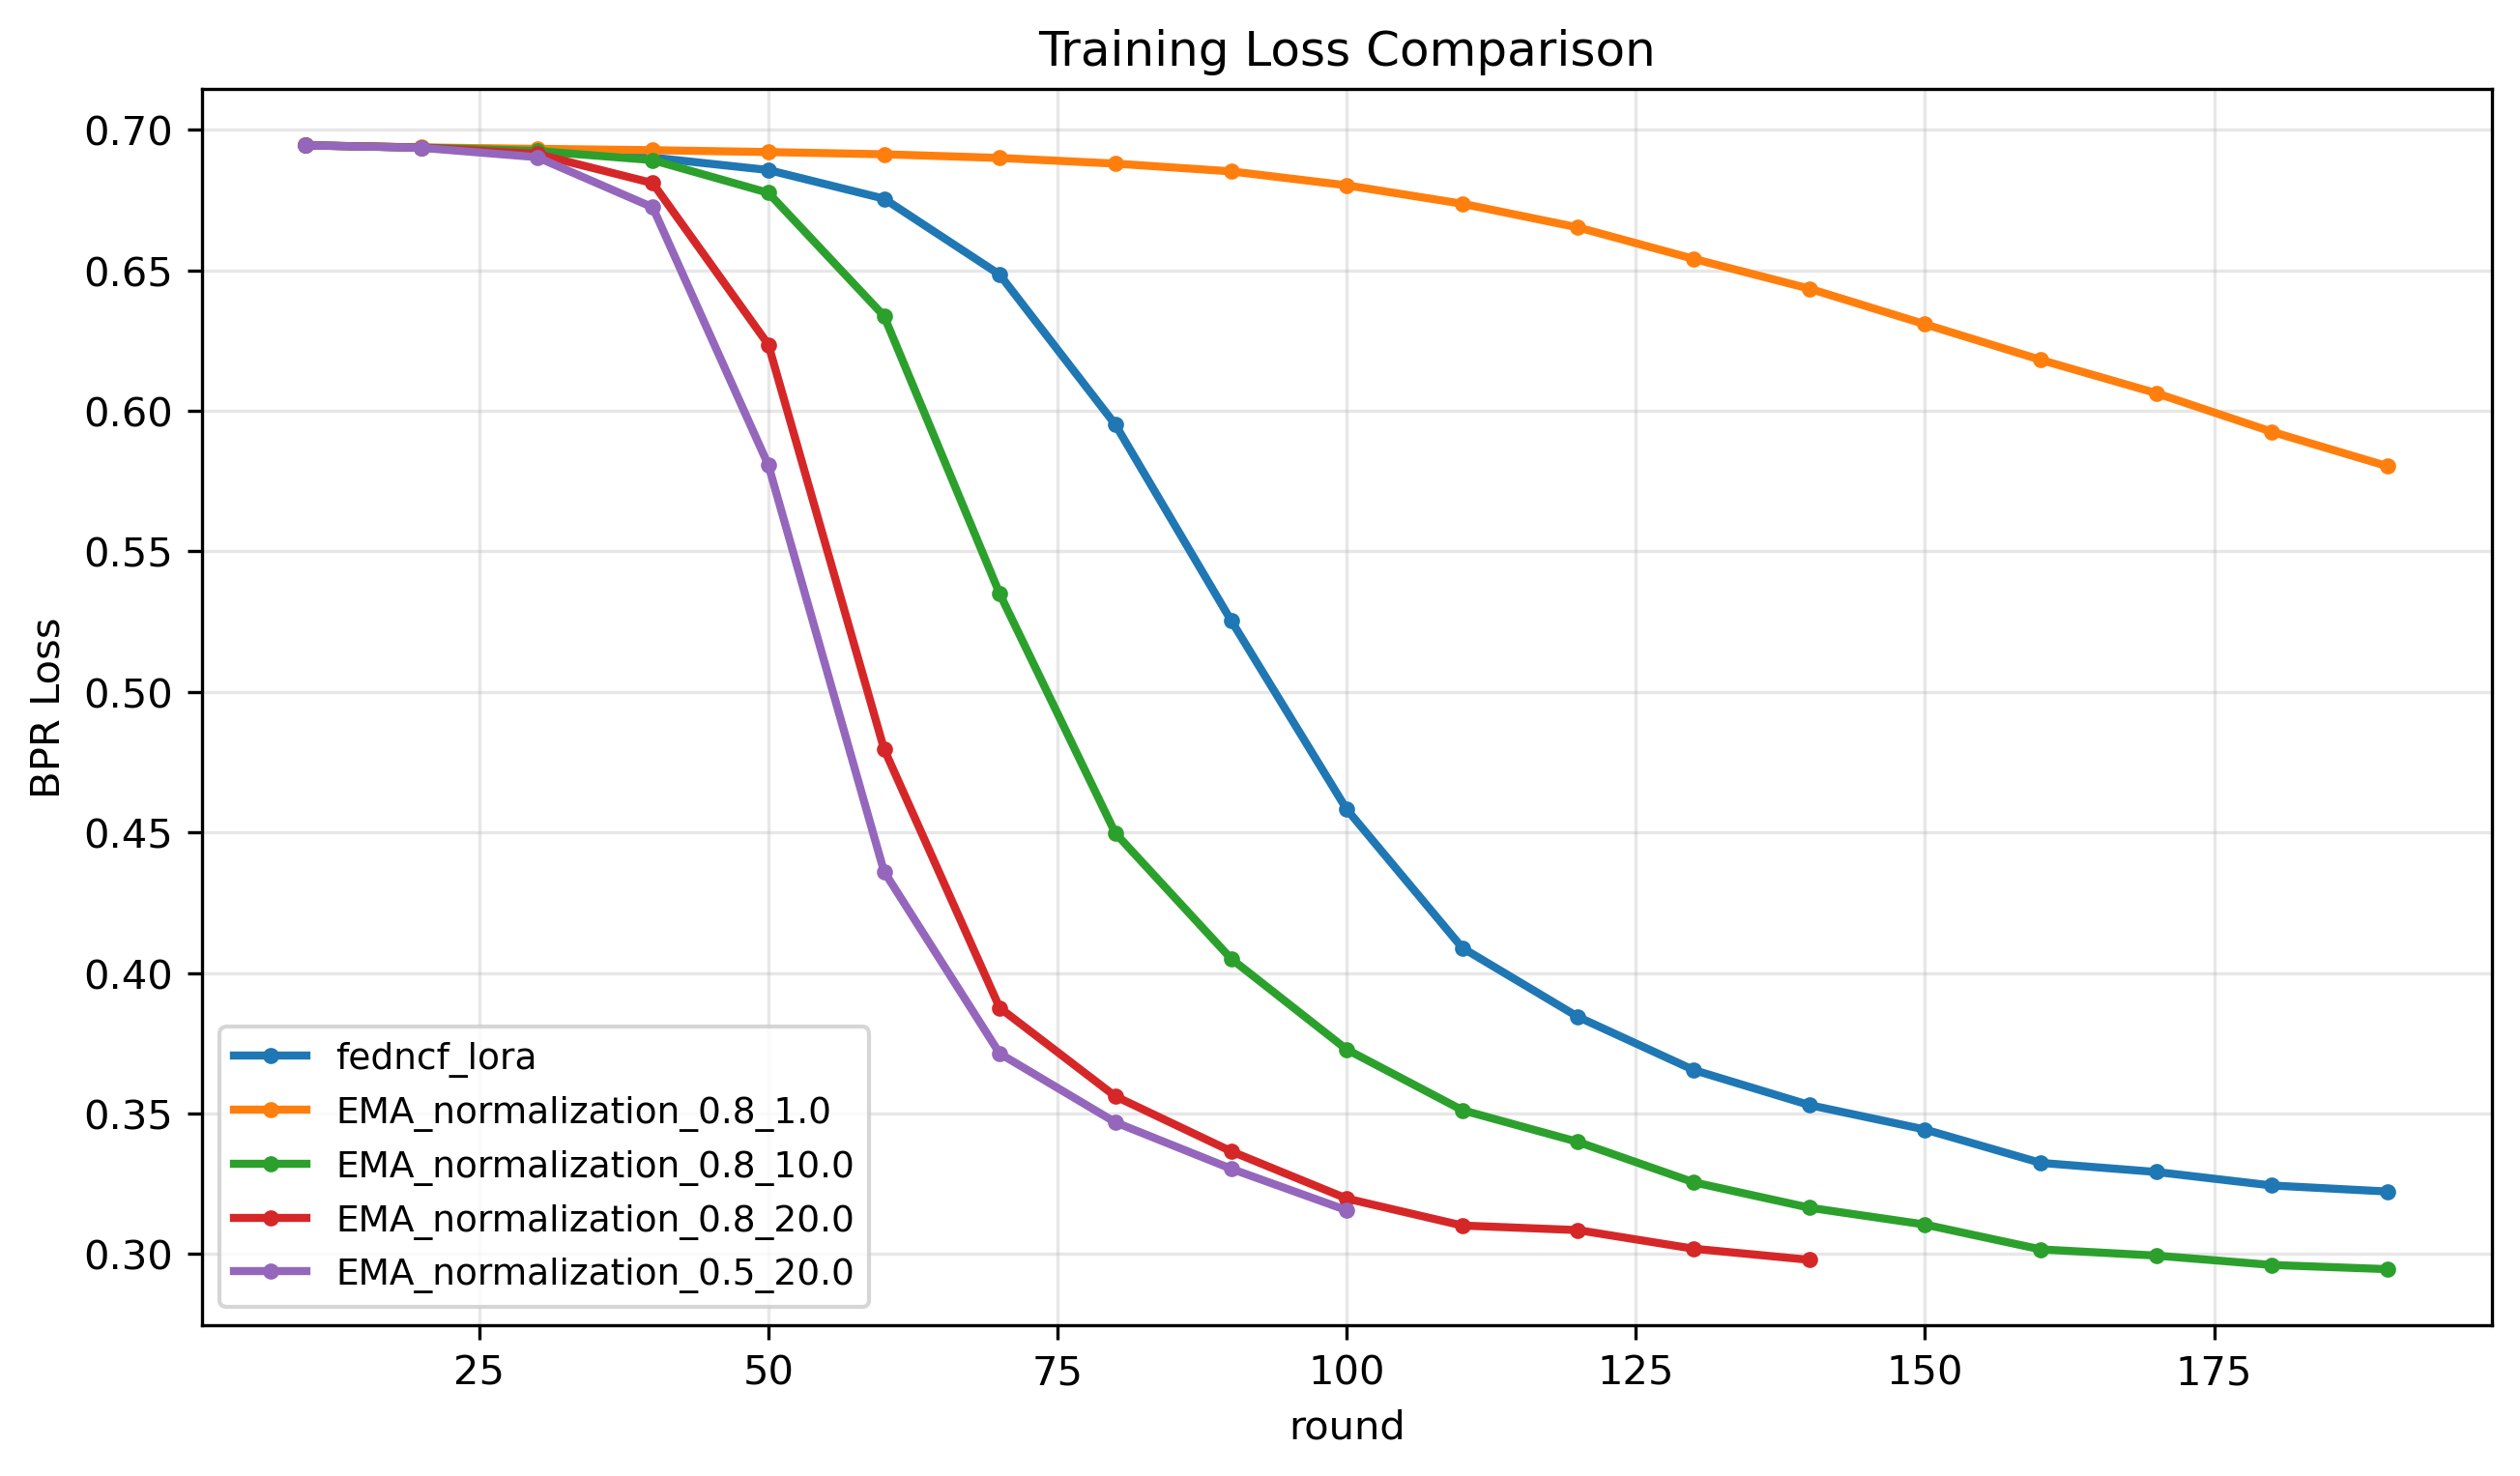 Training Loss Comparison
BPR Loss
0.70
0.65
0.60
0.55
0.50
0.45
0.40
0.35
0.30
fedncf_lora
EMA_normalization_0.8_1.0
EMA_normalization_0.8_10.0
EMA_normalization_0.8_20.0
EMA_normalization_0.5_20.0
25 50 75 100 125 150 175
round